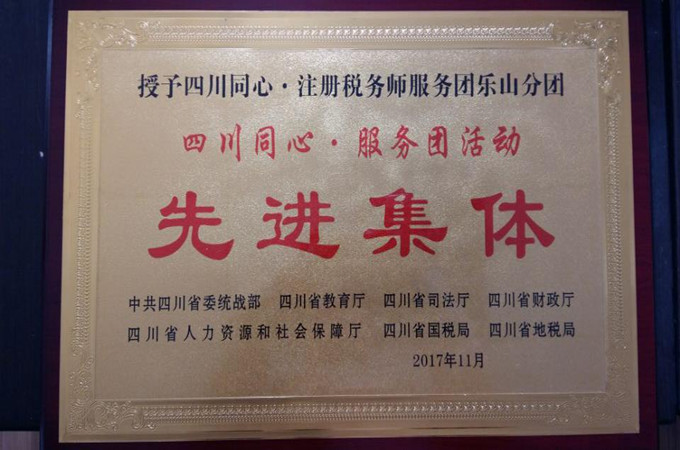 授予四川同心·注册税务师服务团乐山分团
四川同心·服务团活动
先进集体
中共四川省委统战部 四川省教育厅 四川省司法厅 四川省财政厅
四川省人力资源和社会保障厅 四川省国税局 四川省地税局
2017年11月